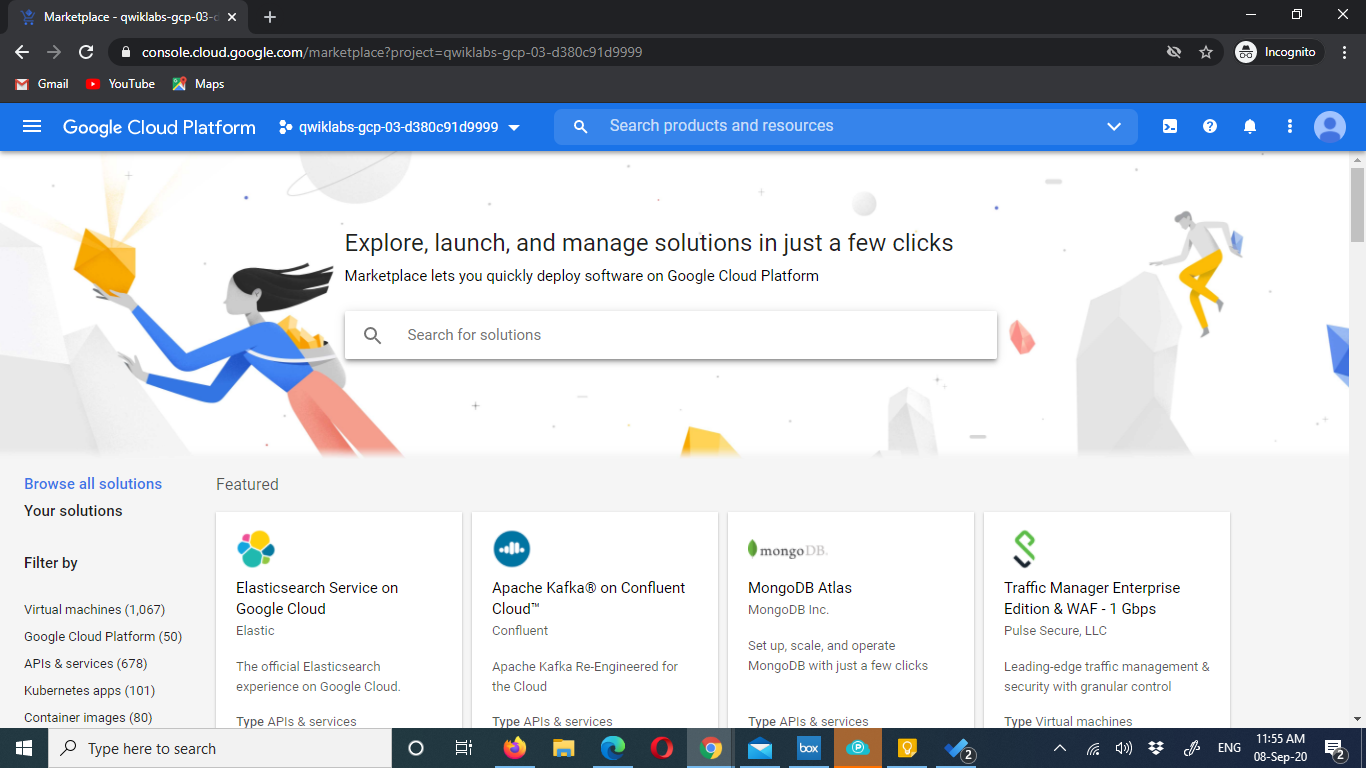 Marketplace - qwiklabs-gcp-03-d
console.cloud.google.com/marketplace?project=qwiklabs-gcp-03-d380c91d9999
Incognito
Gmail
YouTube
Maps
Google Cloud Platform
qwiklabs-gcp-03-d380c91d9999
Search products and resources
Explore, launch, and manage solutions in just a few clicks
Marketplace lets you quickly deploy software on Google Cloud Platform
Search for solutions
Browse all solutions
Your solutions
Filter by
Virtual machines (1,067)
Google Cloud Platform (50)
APIs & services (678)
Kubernetes apps (101)
Container images (80)
Featured
Elasticsearch Service on
Google Cloud
Elastic
The official Elasticsearch
experience on Google Cloud.
Type APIs & services
Apache Kafka® on Confluent
Cloud™
Confluent
Apache Kafka Re-Engineered for
the Cloud
Type APIs & services
mongoDB.
MongoDB Atlas
MongoDB Inc.
Set up, scale, and operate
MongoDB with just a few clicks
Type APIs & services
Traffic Manager Enterprise
Edition & WAF - 1 Gbps
Pulse Secure, LLC
Leading-edge traffic management &
security with granular control
Type Virtual machines
Type here to search
box
P
2
ENG
11:55 AM
08-Sep-20
2